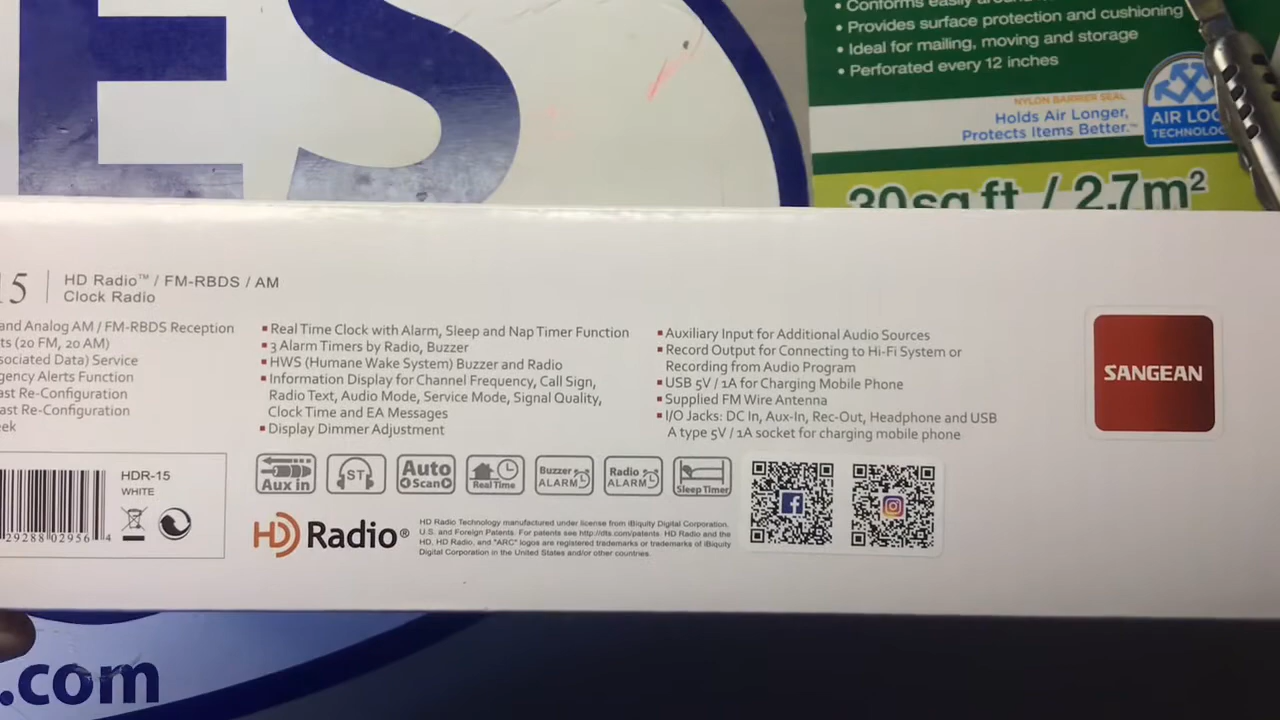 ES
• Conforms easily
• Provides surface protection and cushioning
• Ideal for mailing, moving and storage
• Perforated every 12 inches
NYLON BARRIER SEAL
Holds Air Longer,
Protects Items Better.™
AIR LOC
TECHNOLOG
30 sq ft / 2.7m²
15
HD Radio™ / FM-RBDS / AM
Clock Radio
and Analog AM / FM-RBDS Reception
ts (20 FM, 20 AM)
sociated Data) Service
gency Alerts Function
ast Re-Configuration
ast Re-Configuration
eek
▪ Real Time Clock with Alarm, Sleep and Nap Timer Function
▪ 3 Alarm Timers by Radio, Buzzer
▪ HWS (Humane Wake System) Buzzer and Radio
▪ Information Display for Channel Frequency, Call Sign,
Radio Text, Audio Mode, Service Mode, Signal Quality,
Clock Time and EA Messages
▪ Display Dimmer Adjustment
▪ Auxiliary Input for Additional Audio Sources
▪ Record Output for Connecting to Hi-Fi System or
Recording from Audio Program
▪ USB 5V / 1A for Charging Mobile Phone
▪ Supplied FM Wire Antenna
▪ I/O Jacks: DC In, Aux-In, Rec-Out, Headphone and USB
A type 5V / 1A socket for charging mobile phone
SANGEAN
29288 02956 4
HDR-15
WHITE
Aux in
ST
Auto
Scan
Real Time
Buzzer
ALARM
Radio
ALARM
Sleep Timer
HD Radio®
HD Radio Technology manufactured under license from iBiquity Digital Corporation.
U.S. and Foreign Patents. For patents see http://dts.com/patents. HD Radio and the
HD, HD Radio, and "ARC" logos are registered trademarks or trademarks of iBiquity
Digital Corporation in the United States and/or other countries.
.com